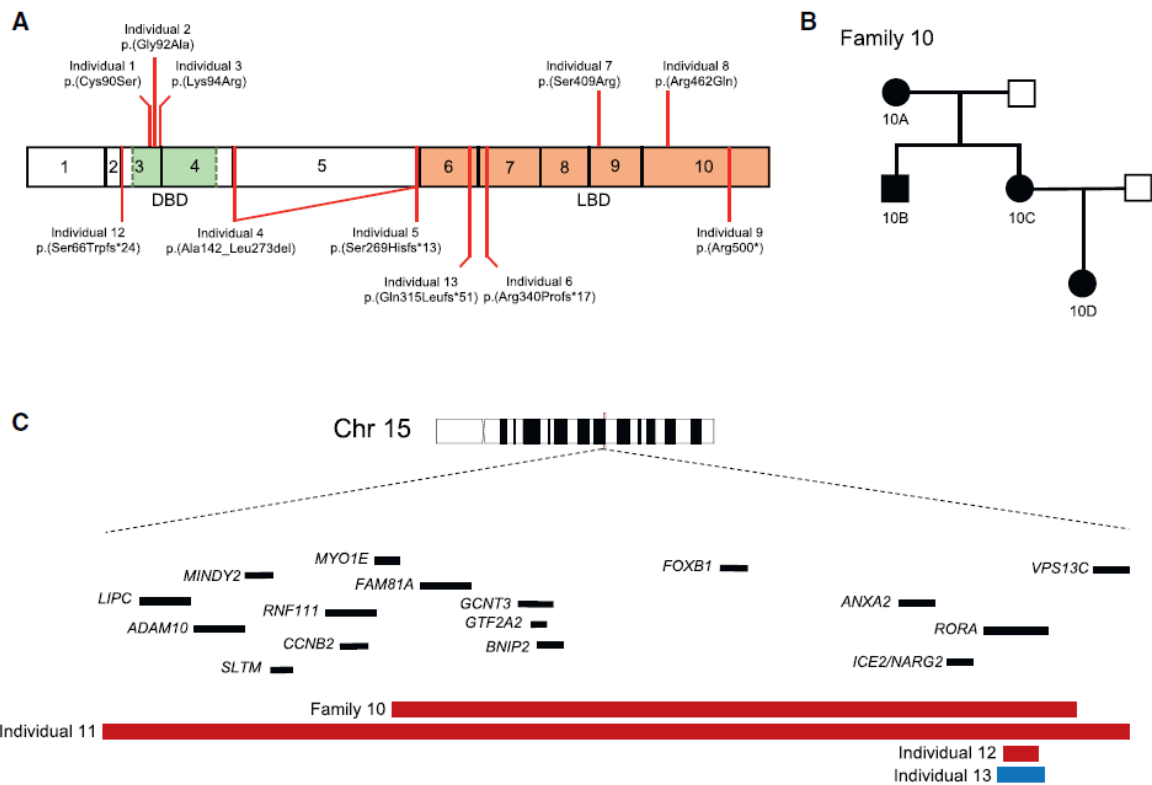 A
Individual 2
p.(Gly92Ala)
Individual 1
p.(Cys90Ser)
Individual 3
p.(Lys94Arg)
Individual 7
p.(Ser409Arg)
Individual 8
p.(Arg462Gln)
1 2 3 4 5 6 7 8 9 10
DBD
LBD
Individual 12
p.(Ser66Trpfs*24)
Individual 4
p.(Ala142_Leu273del)
Individual 5
p.(Ser269Hisfs*13)
Individual 9
p.(Arg500*)
Individual 13
p.(Gln315Leufs*51)
Individual 6
p.(Arg340Profs*17)
B
Family 10
10A
10B
10C
10D
C
Chr 15
MYO1E
FOXB1
VPS13C
MINDY2
FAM81A
LIPC
GCNT3
ANXA2
RNF111
GTF2A2
ADAM10
RORA
CCNB2
BNIP2
SLTM
ICE2/NARG2
Family 10
Individual 11
Individual 12
Individual 13